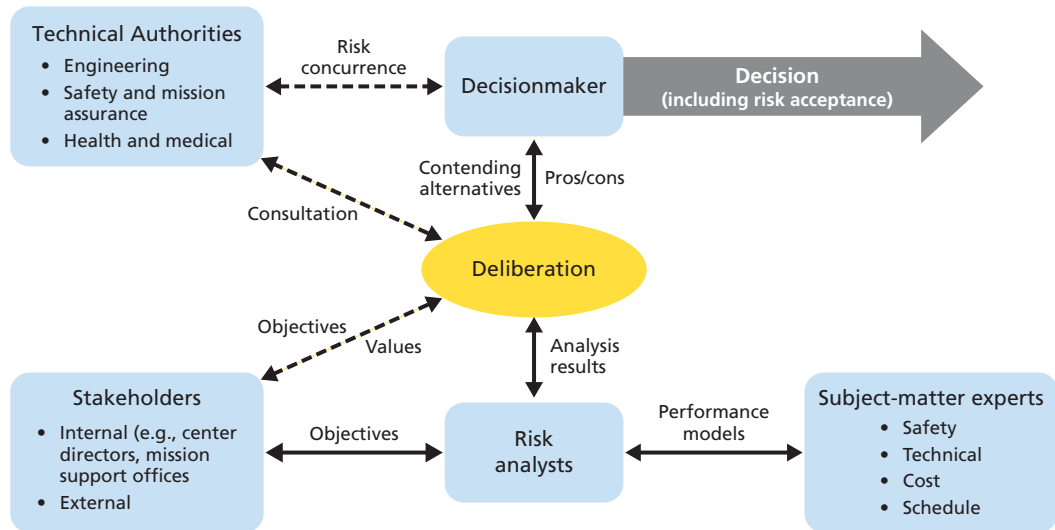 Technical Authorities
• Engineering
• Safety and mission
assurance
• Health and medical
Risk
concurrence
Decisionmaker
Decision
(including risk acceptance)
Contending
alternatives
Pros/cons
Consultation
Deliberation
Objectives
Values
Analysis
results
Stakeholders
• Internal (e.g., center
directors, mission
support offices
• External
Objectives
Risk
analysts
Performance
models
Subject-matter experts
• Safety
• Technical
• Cost
• Schedule